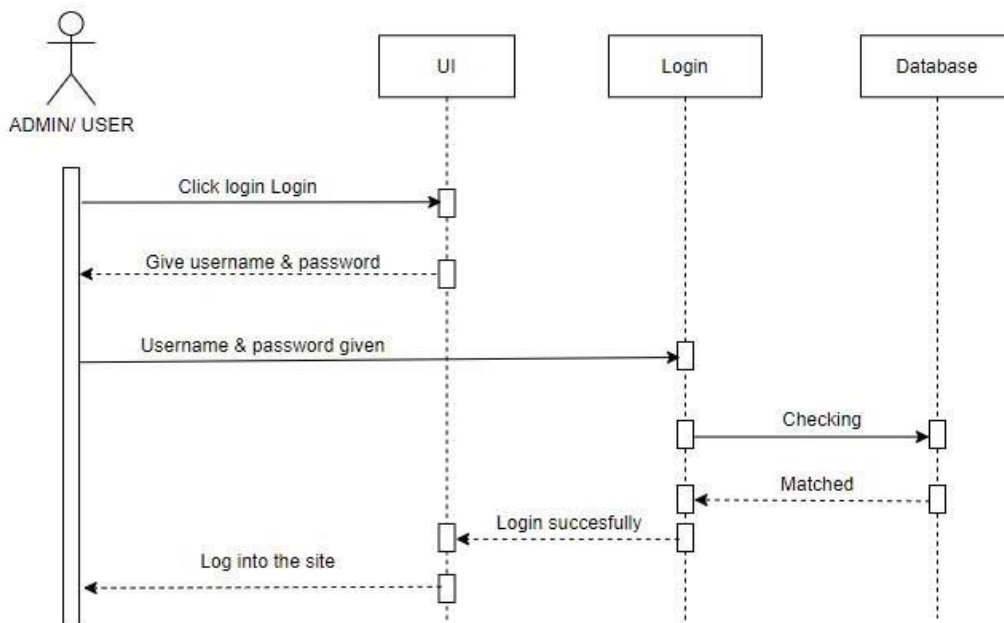 UI
Login
Database
ADMIN/ USER
Click login Login
Give username & password
Username & password given
Checking
Matched
Login succesfully
Log into the site